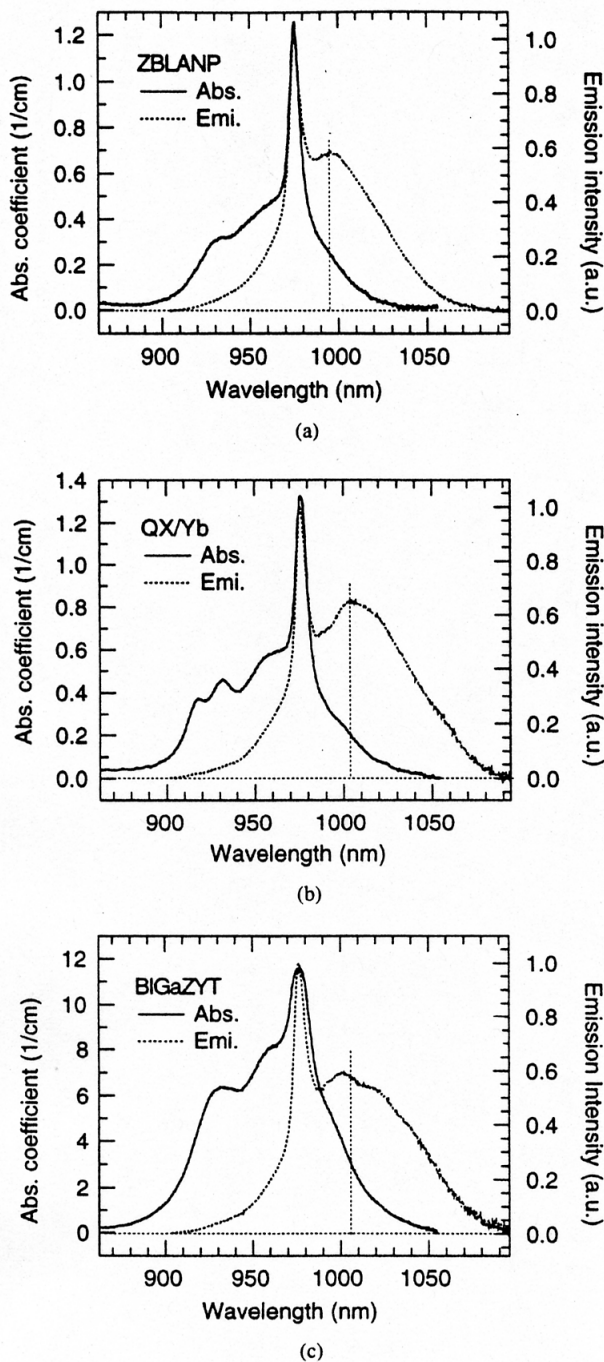 1.2
1.0
0.8
0.6
0.4
0.2
0.0
Abs. coefficient (1/cm)
ZBLANP
Abs.
Emi.
1.0
0.8
0.6
0.4
0.2
0.0
Emission intensity (a.u.)
900 950 1000 1050
Wavelength (nm)
(a)
1.4
1.2
1.0
0.8
0.6
0.4
0.2
0.0
Abs. coefficient (1/cm)
QX/Yb
Abs.
Emi.
1.0
0.8
0.6
0.4
0.2
0.0
Emission intensity (a.u.)
900 950 1000 1050
Wavelength (nm)
(b)
12
10
8
6
4
2
0
Abs. coefficient (1/cm)
BIGaZYT
Abs.
Emi.
1.0
0.8
0.6
0.4
0.2
0.0
Emission Intensity (a.u.)
900 950 1000 1050
Wavelength (nm)
(c)